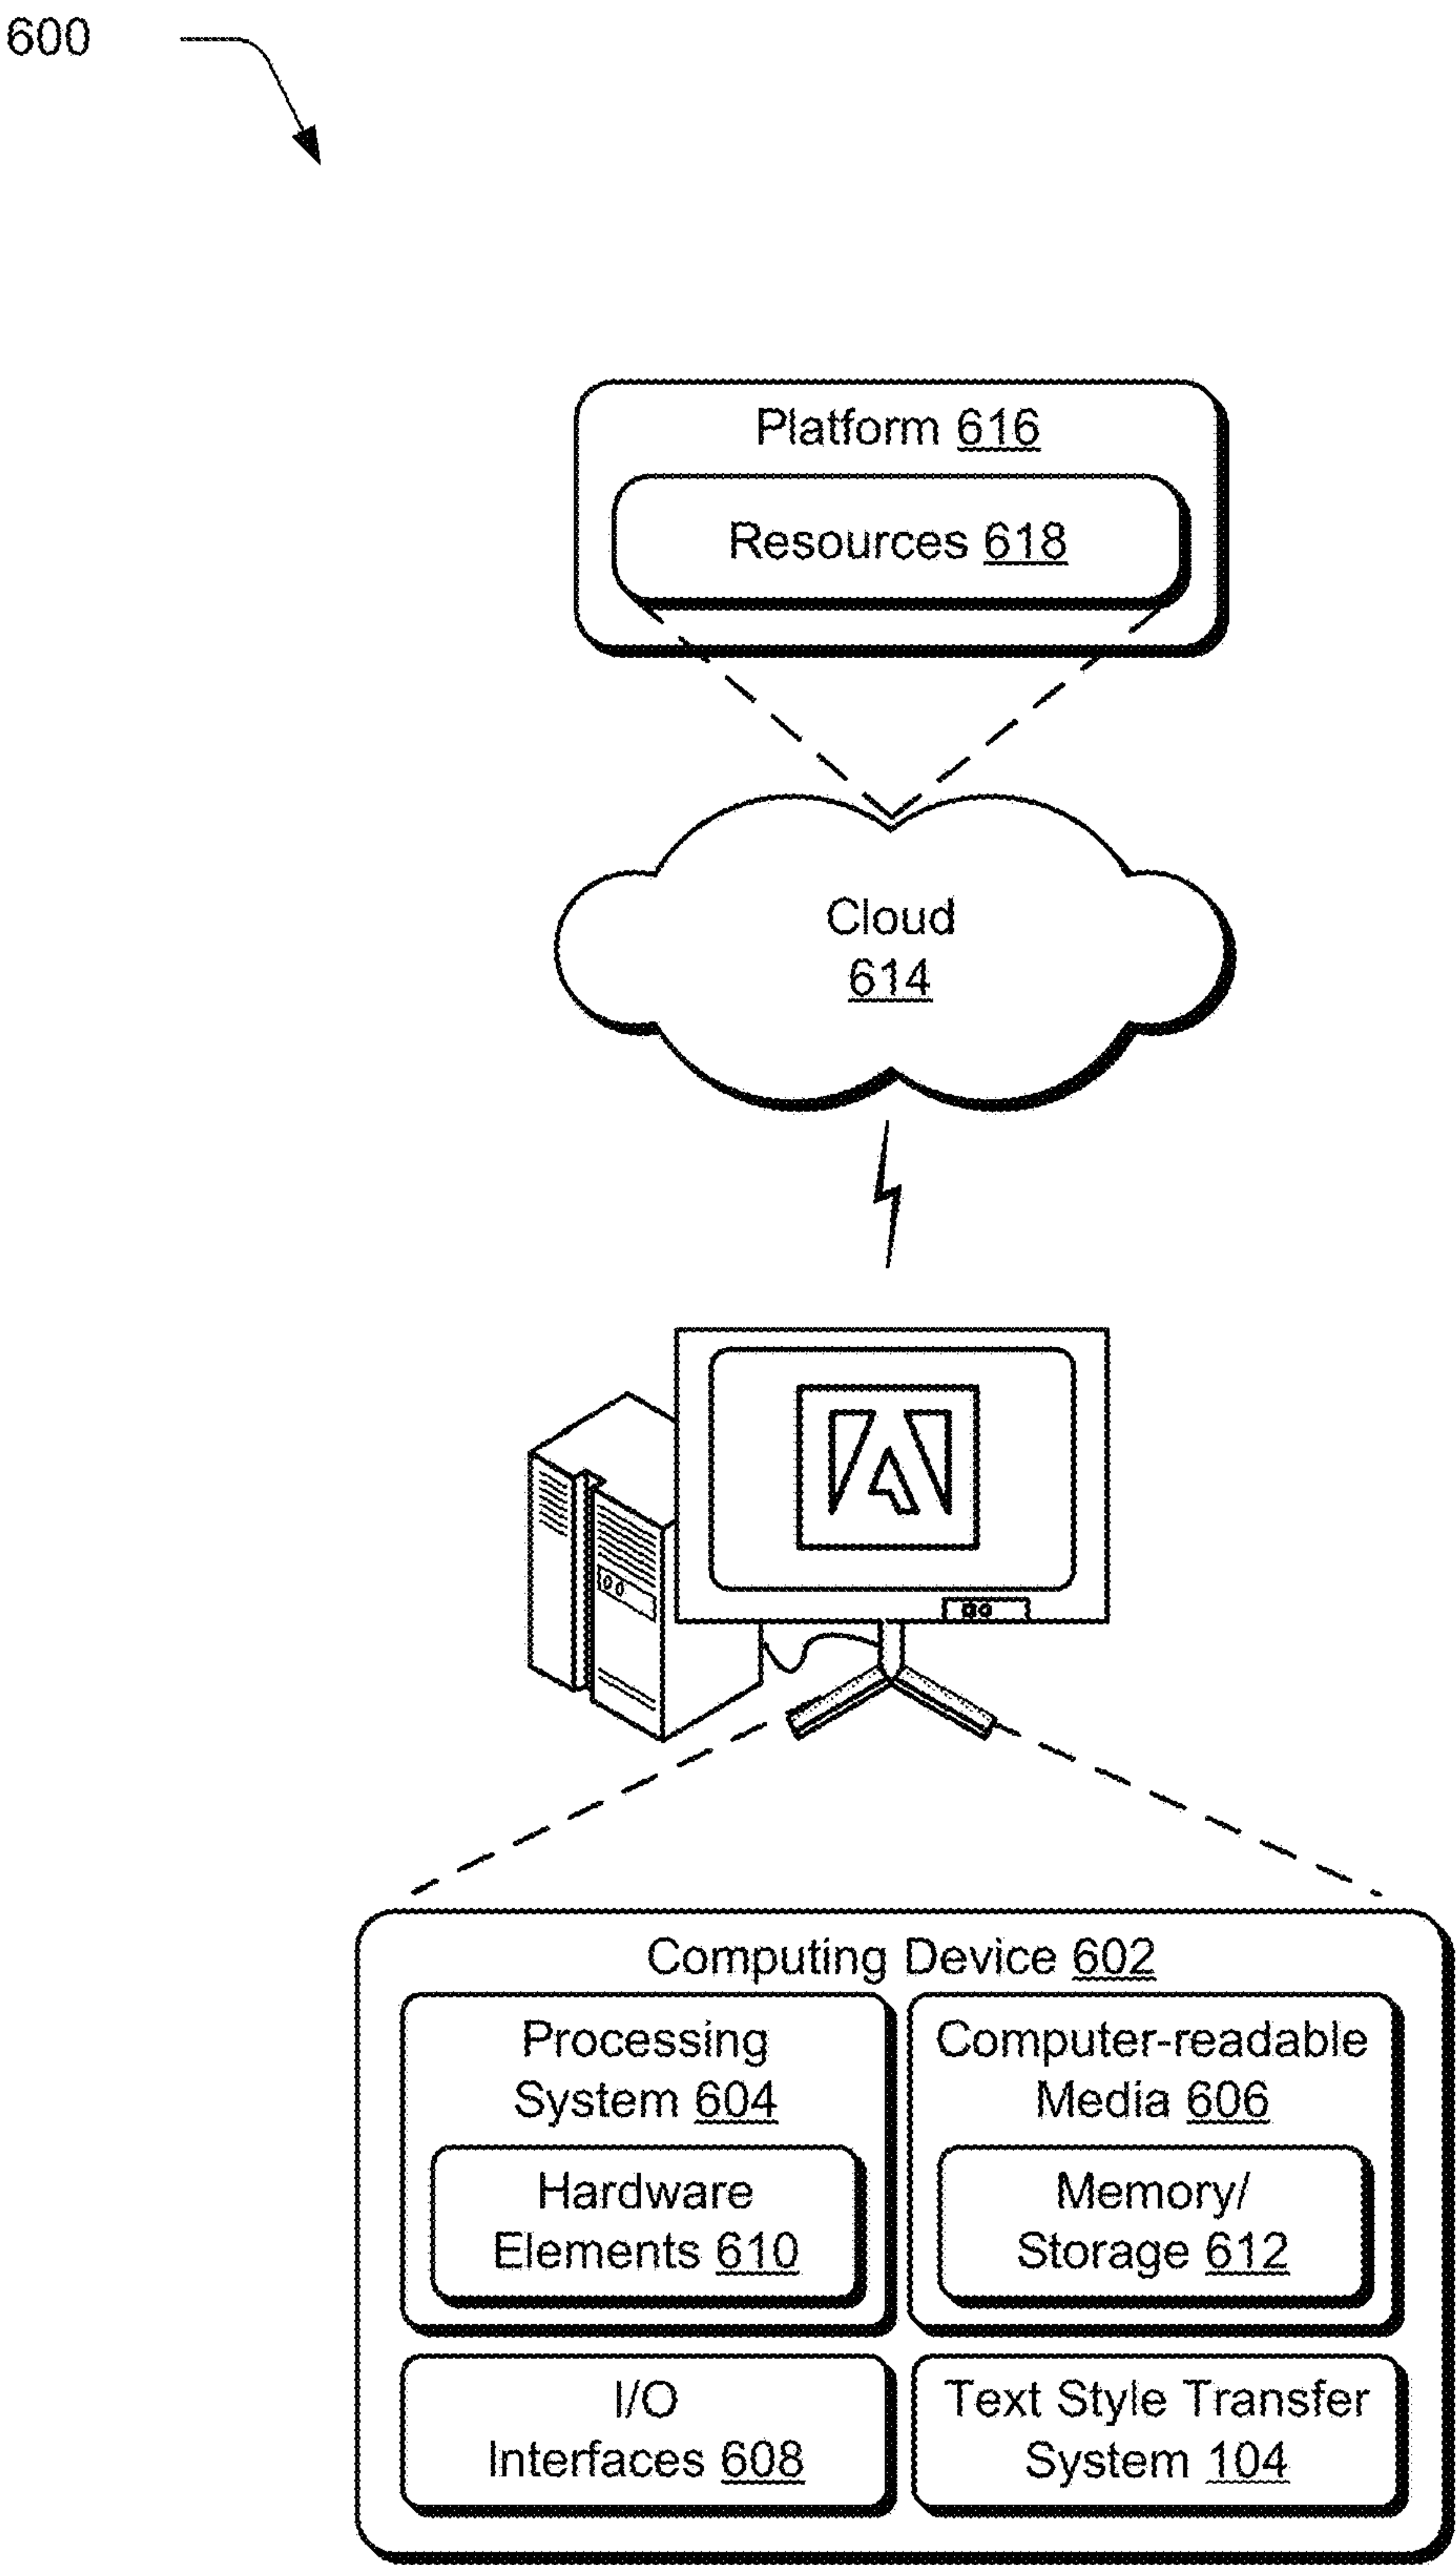 600
Platform 616
Resources 618
Cloud
614
Computing Device 602
Processing
System 604
Hardware
Elements 610
Computer-readable
Media 606
Memory/
Storage 612
I/O
Interfaces 608
Text Style Transfer
System 104